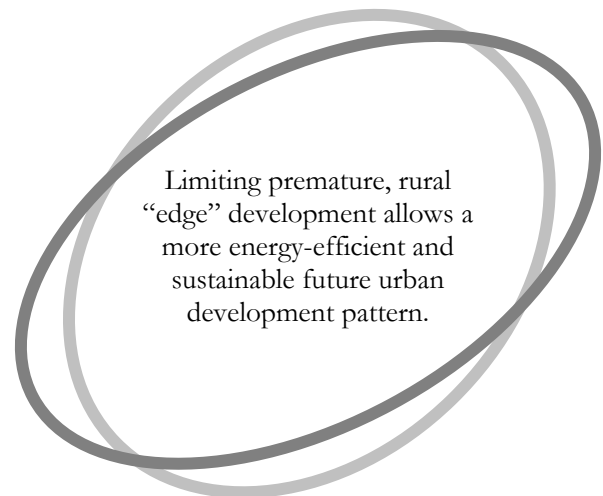 Limiting premature, rural
“edge” development allows a
more energy-efficient and
sustainable future urban
development pattern.